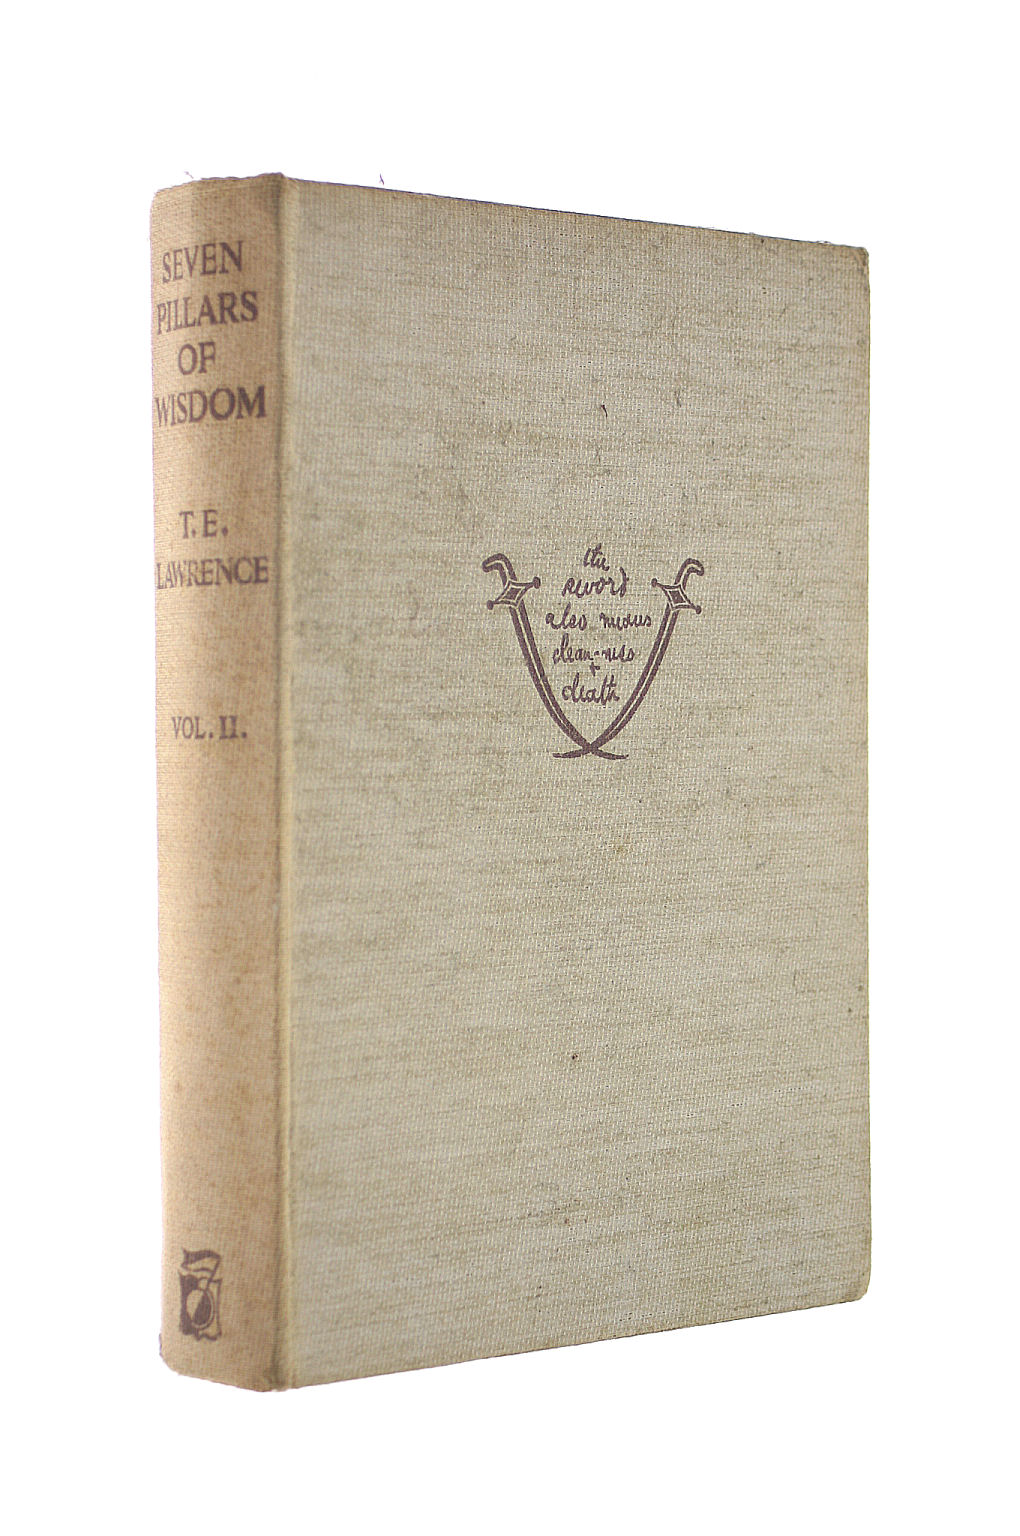 SEVEN
PILLARS
OF
WISDOM
T. E.
LAWRENCE
VOL. II.
the
sword
also means
clean-ness
+
death